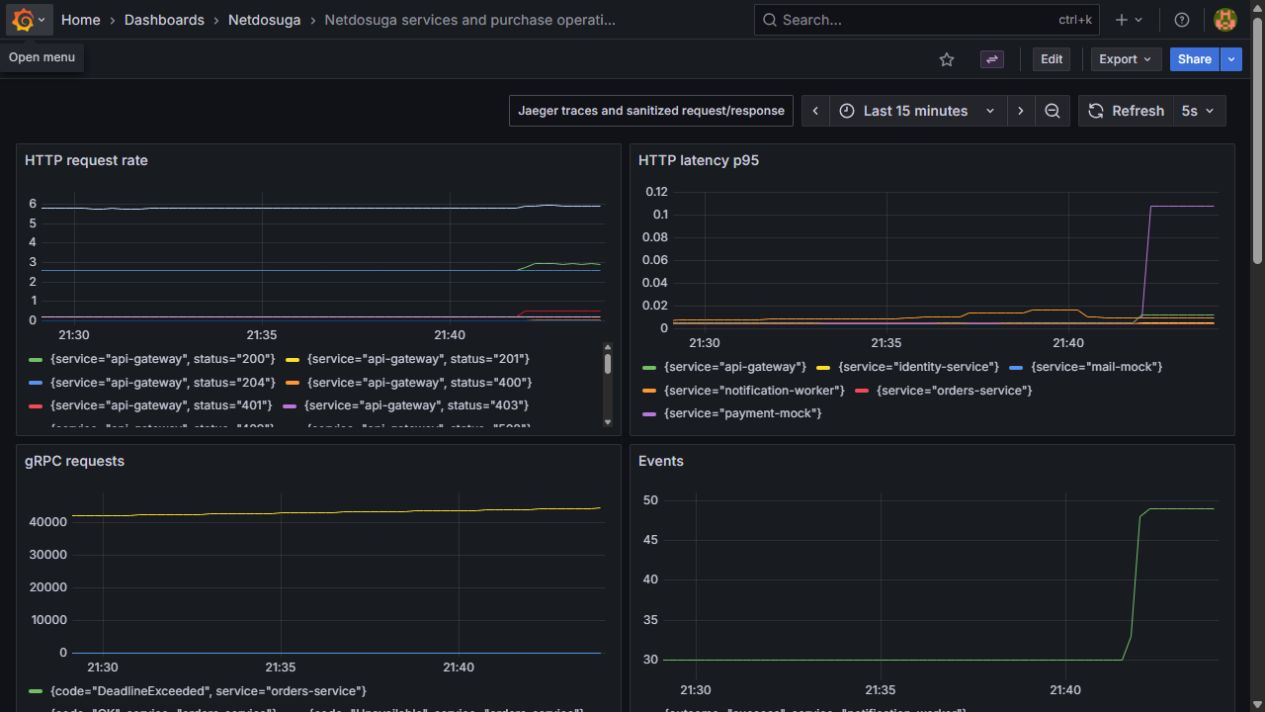 Home › Dashboards › Netdosuga › Netdosuga services and purchase operati...
Search... ctrl+k
Open menu
Edit Export Share
Jaeger traces and sanitized request/response Last 15 minutes Refresh 5s
HTTP request rate
6
5
4
3
2
1
0
21:30 21:35 21:40
{service="api-gateway", status="200"} {service="api-gateway", status="201"}
{service="api-gateway", status="204"} {service="api-gateway", status="400"}
{service="api-gateway", status="401"} {service="api-gateway", status="403"}
HTTP latency p95
0.12
0.1
0.08
0.06
0.04
0.02
0
21:30 21:35 21:40
{service="api-gateway"} {service="identity-service"} {service="mail-mock"}
{service="notification-worker"} {service="orders-service"}
{service="payment-mock"}
gRPC requests
40000
30000
20000
10000
0
21:30 21:35 21:40
{code="DeadlineExceeded", service="orders-service"}
Events
50
45
40
35
30
21:30 21:35 21:40